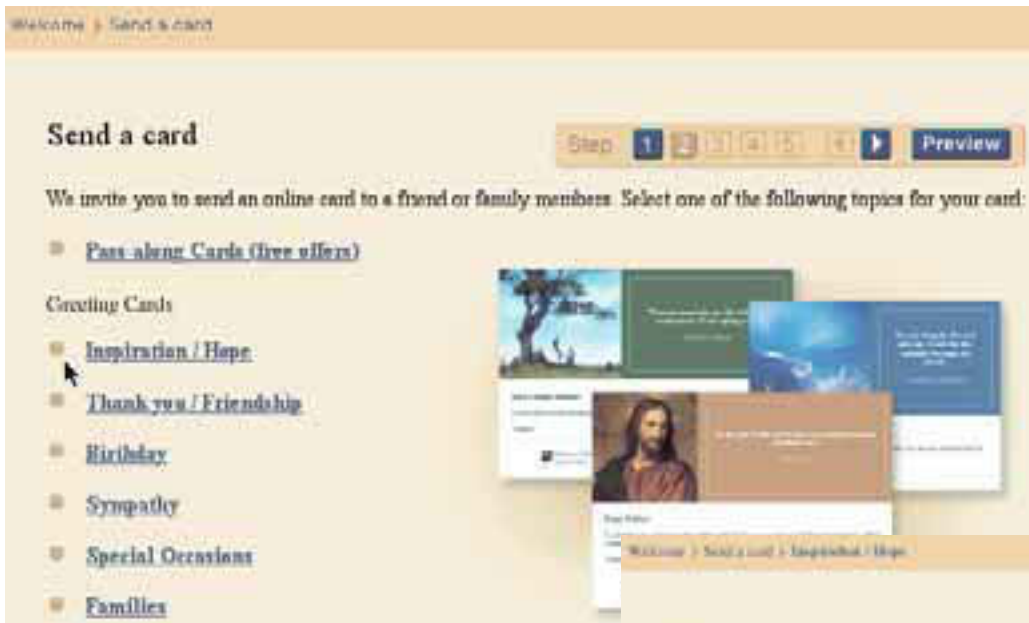 Welcome > Send a card
Send a card
Step 1 2 3 4 5 6 Preview
We invite you to send an online card to a friend or family members. Select one of the following topics for your card:
Pass-along Cards (free offers)
Greeting Cards
Inspiration / Hope
Thank you / Friendship
Birthday
Sympathy
Special Occasions
Families
Welcome > Send a card > Inspiration / Hope